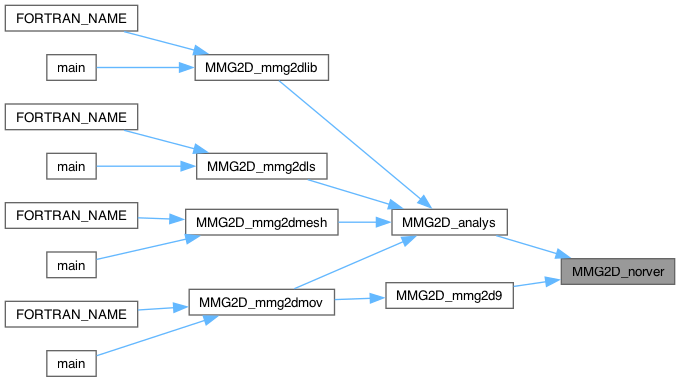 FORTRAN_NAME
main
MMG2D_mmg2dlib
FORTRAN_NAME
main
MMG2D_mmg2dls
FORTRAN_NAME
main
MMG2D_mmg2dmesh
MMG2D_analys
MMG2D_norver
FORTRAN_NAME
main
MMG2D_mmg2dmov
MMG2D_mmg2d9